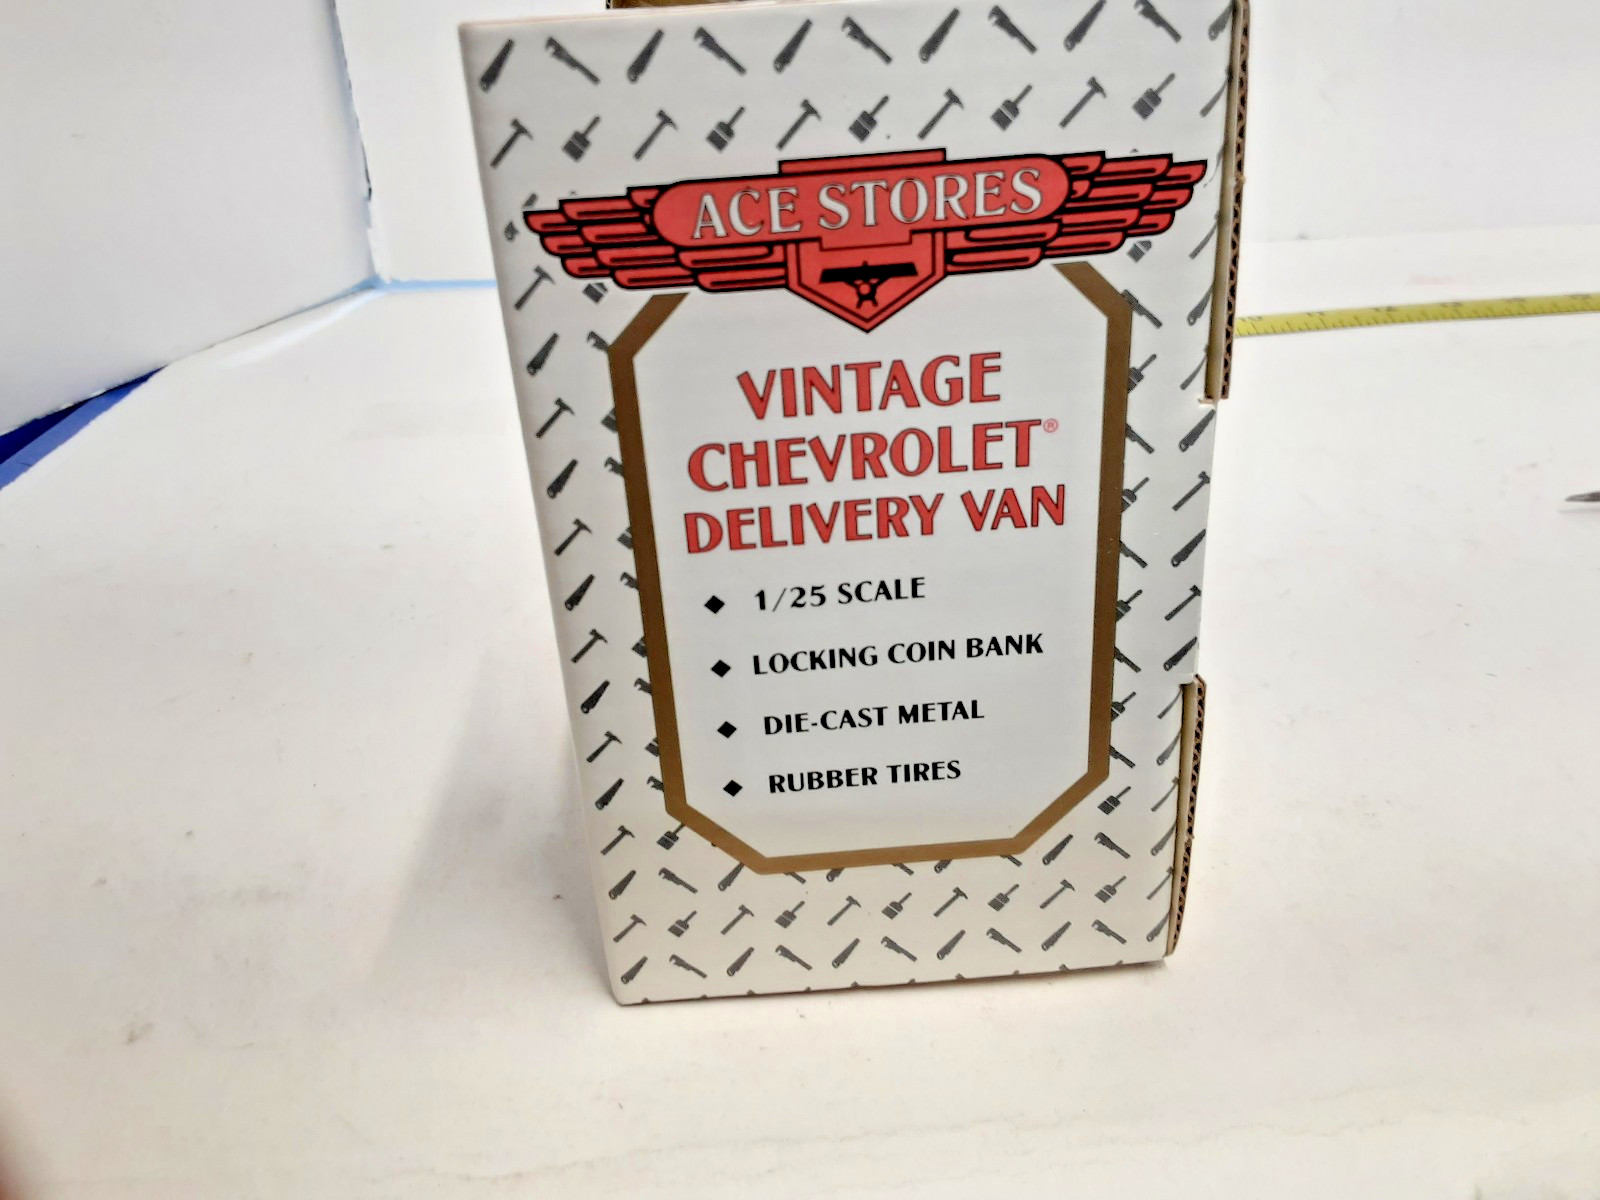 ACE STORES
VINTAGE
CHEVROLET®
DELIVERY VAN
◆ 1/25 SCALE
◆ LOCKING COIN BANK
◆ DIE-CAST METAL
◆ RUBBER TIRES